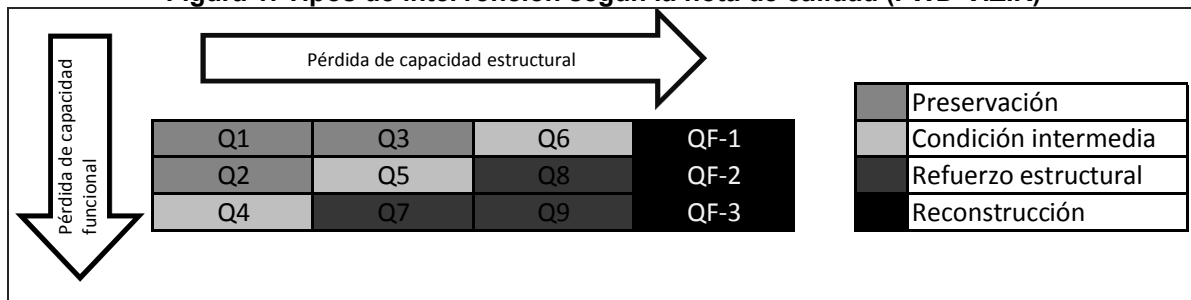 Figura 1. Tipos de intervención según la nota de calidad (FWD-VIZIR)
Pérdida de capacidad
funcional
Pérdida de capacidad estructural
Q1 Q3 Q6 QF-1
Q2 Q5 Q8 QF-2
Q4 Q7 Q9 QF-3
Preservación
Condición intermedia
Refuerzo estructural
Reconstrucción